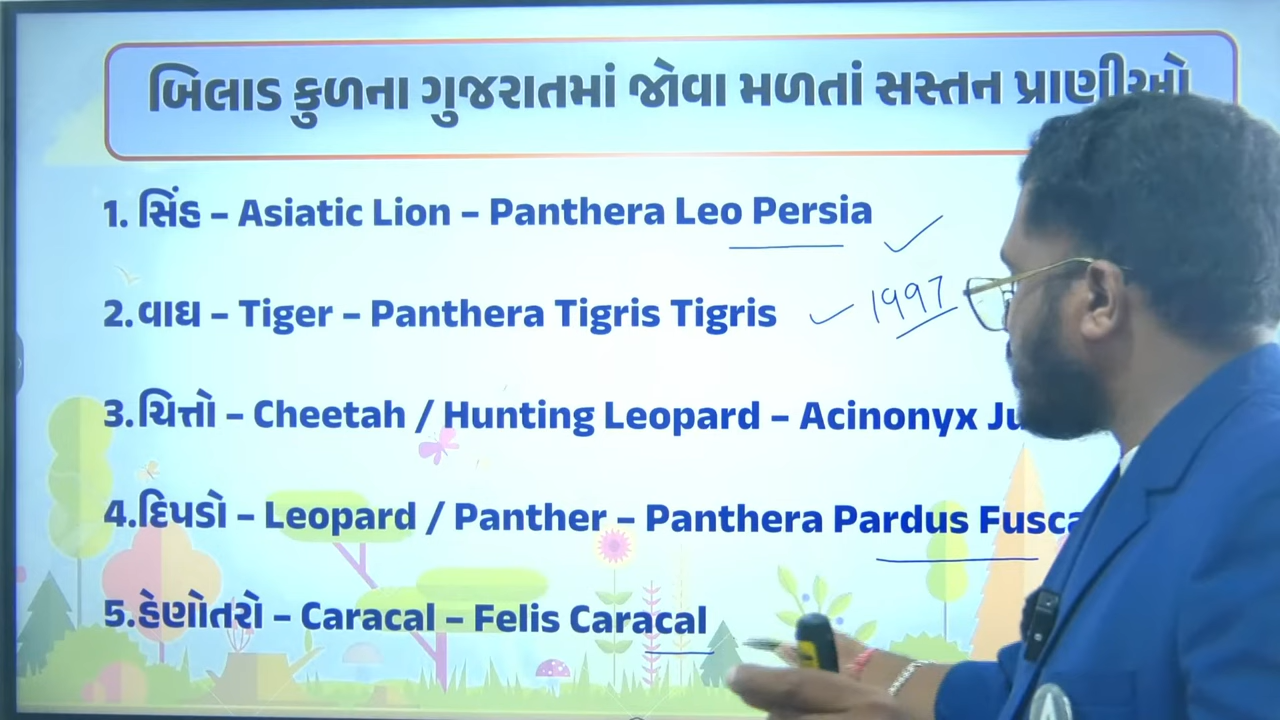 બિલાડ કુળના ગુજરાતમાં જોવા મળતાં સસ્તન પ્રાણીઓ
1. સિંહ – Asiatic Lion – Panthera Leo Persia
2. વાઘ – Tiger – Panthera Tigris Tigris 1997
3. ચિત્તો – Cheetah / Hunting Leopard – Acinonyx
4. દિપડો – Leopard / Panther – Panthera Pardus
5. હેણોતરો – Caracal – Felis Caracal